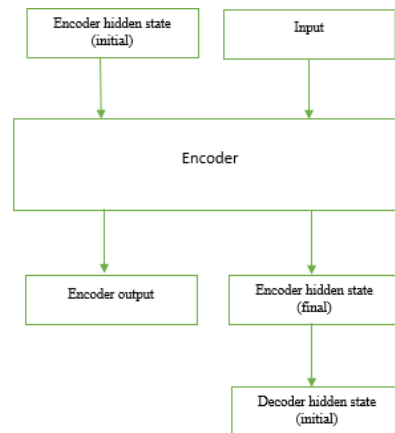 Encoder hidden state
(initial)
Input
Encoder
Encoder output
Encoder hidden state
(final)
Decoder hidden state
(initial)